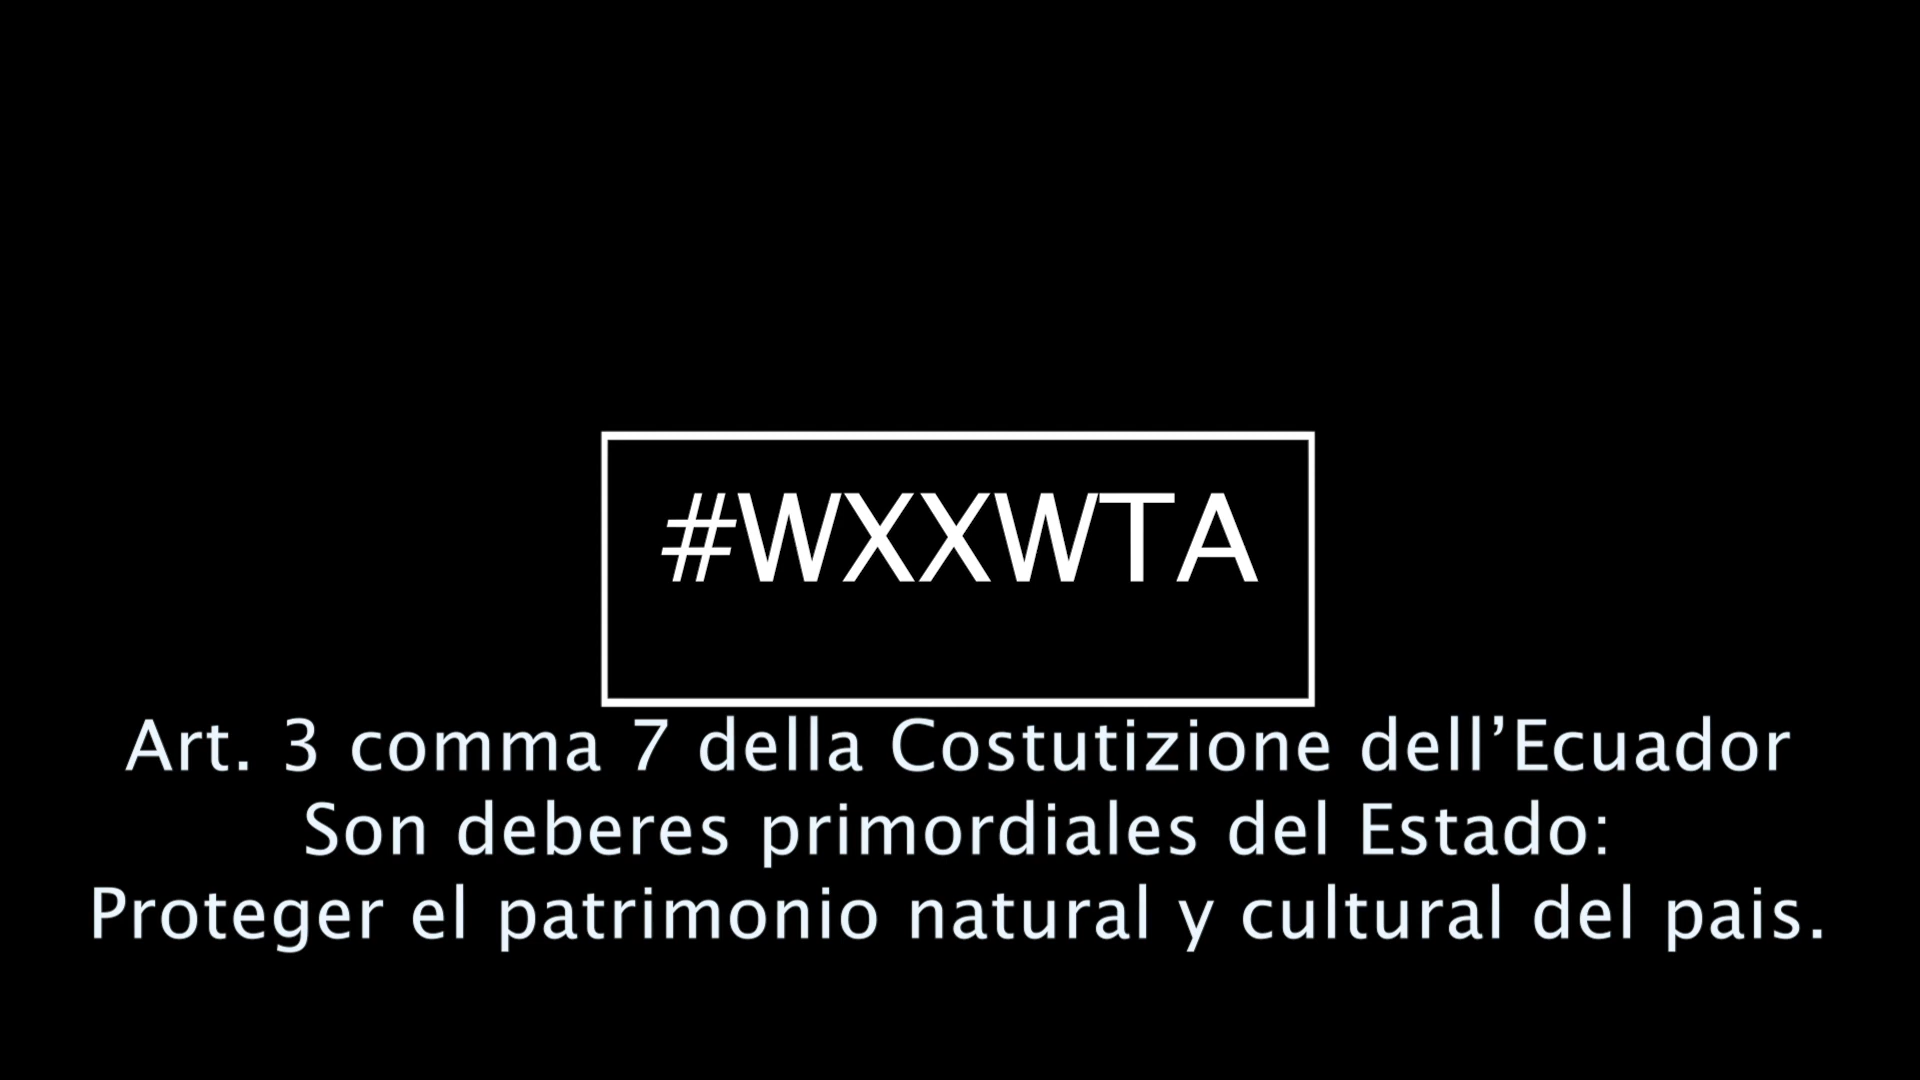 #WXXWTA
Art. 3 comma 7 della Costutizione dell’Ecuador
Son deberes primordiales del Estado:
Proteger el patrimonio natural y cultural del pais.